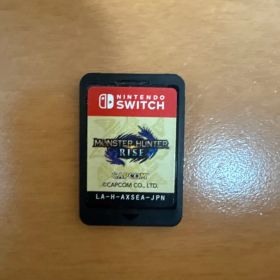 NINTENDO
SWITCH
MONSTER HUNTER
RISE
CAPCOM
©CAPCOM CO., LTD.
LA-H-AXSEA-JPN